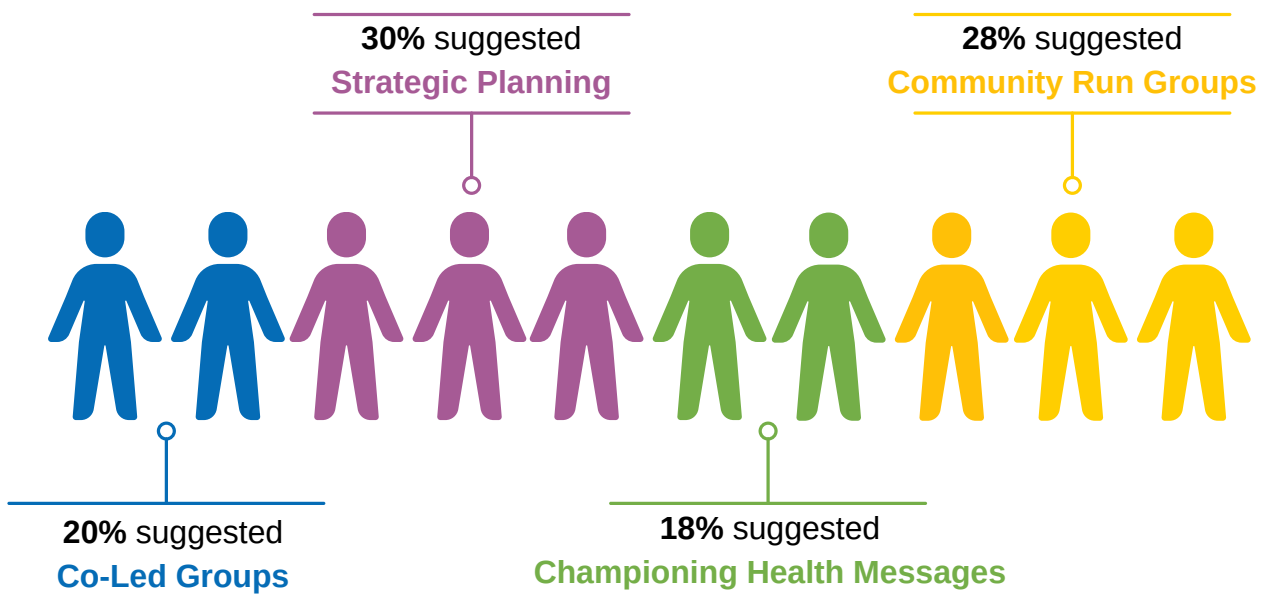 30% suggested
Strategic Planning
28% suggested
Community Run Groups
20% suggested
Co-Led Groups
18% suggested
Championing Health Messages